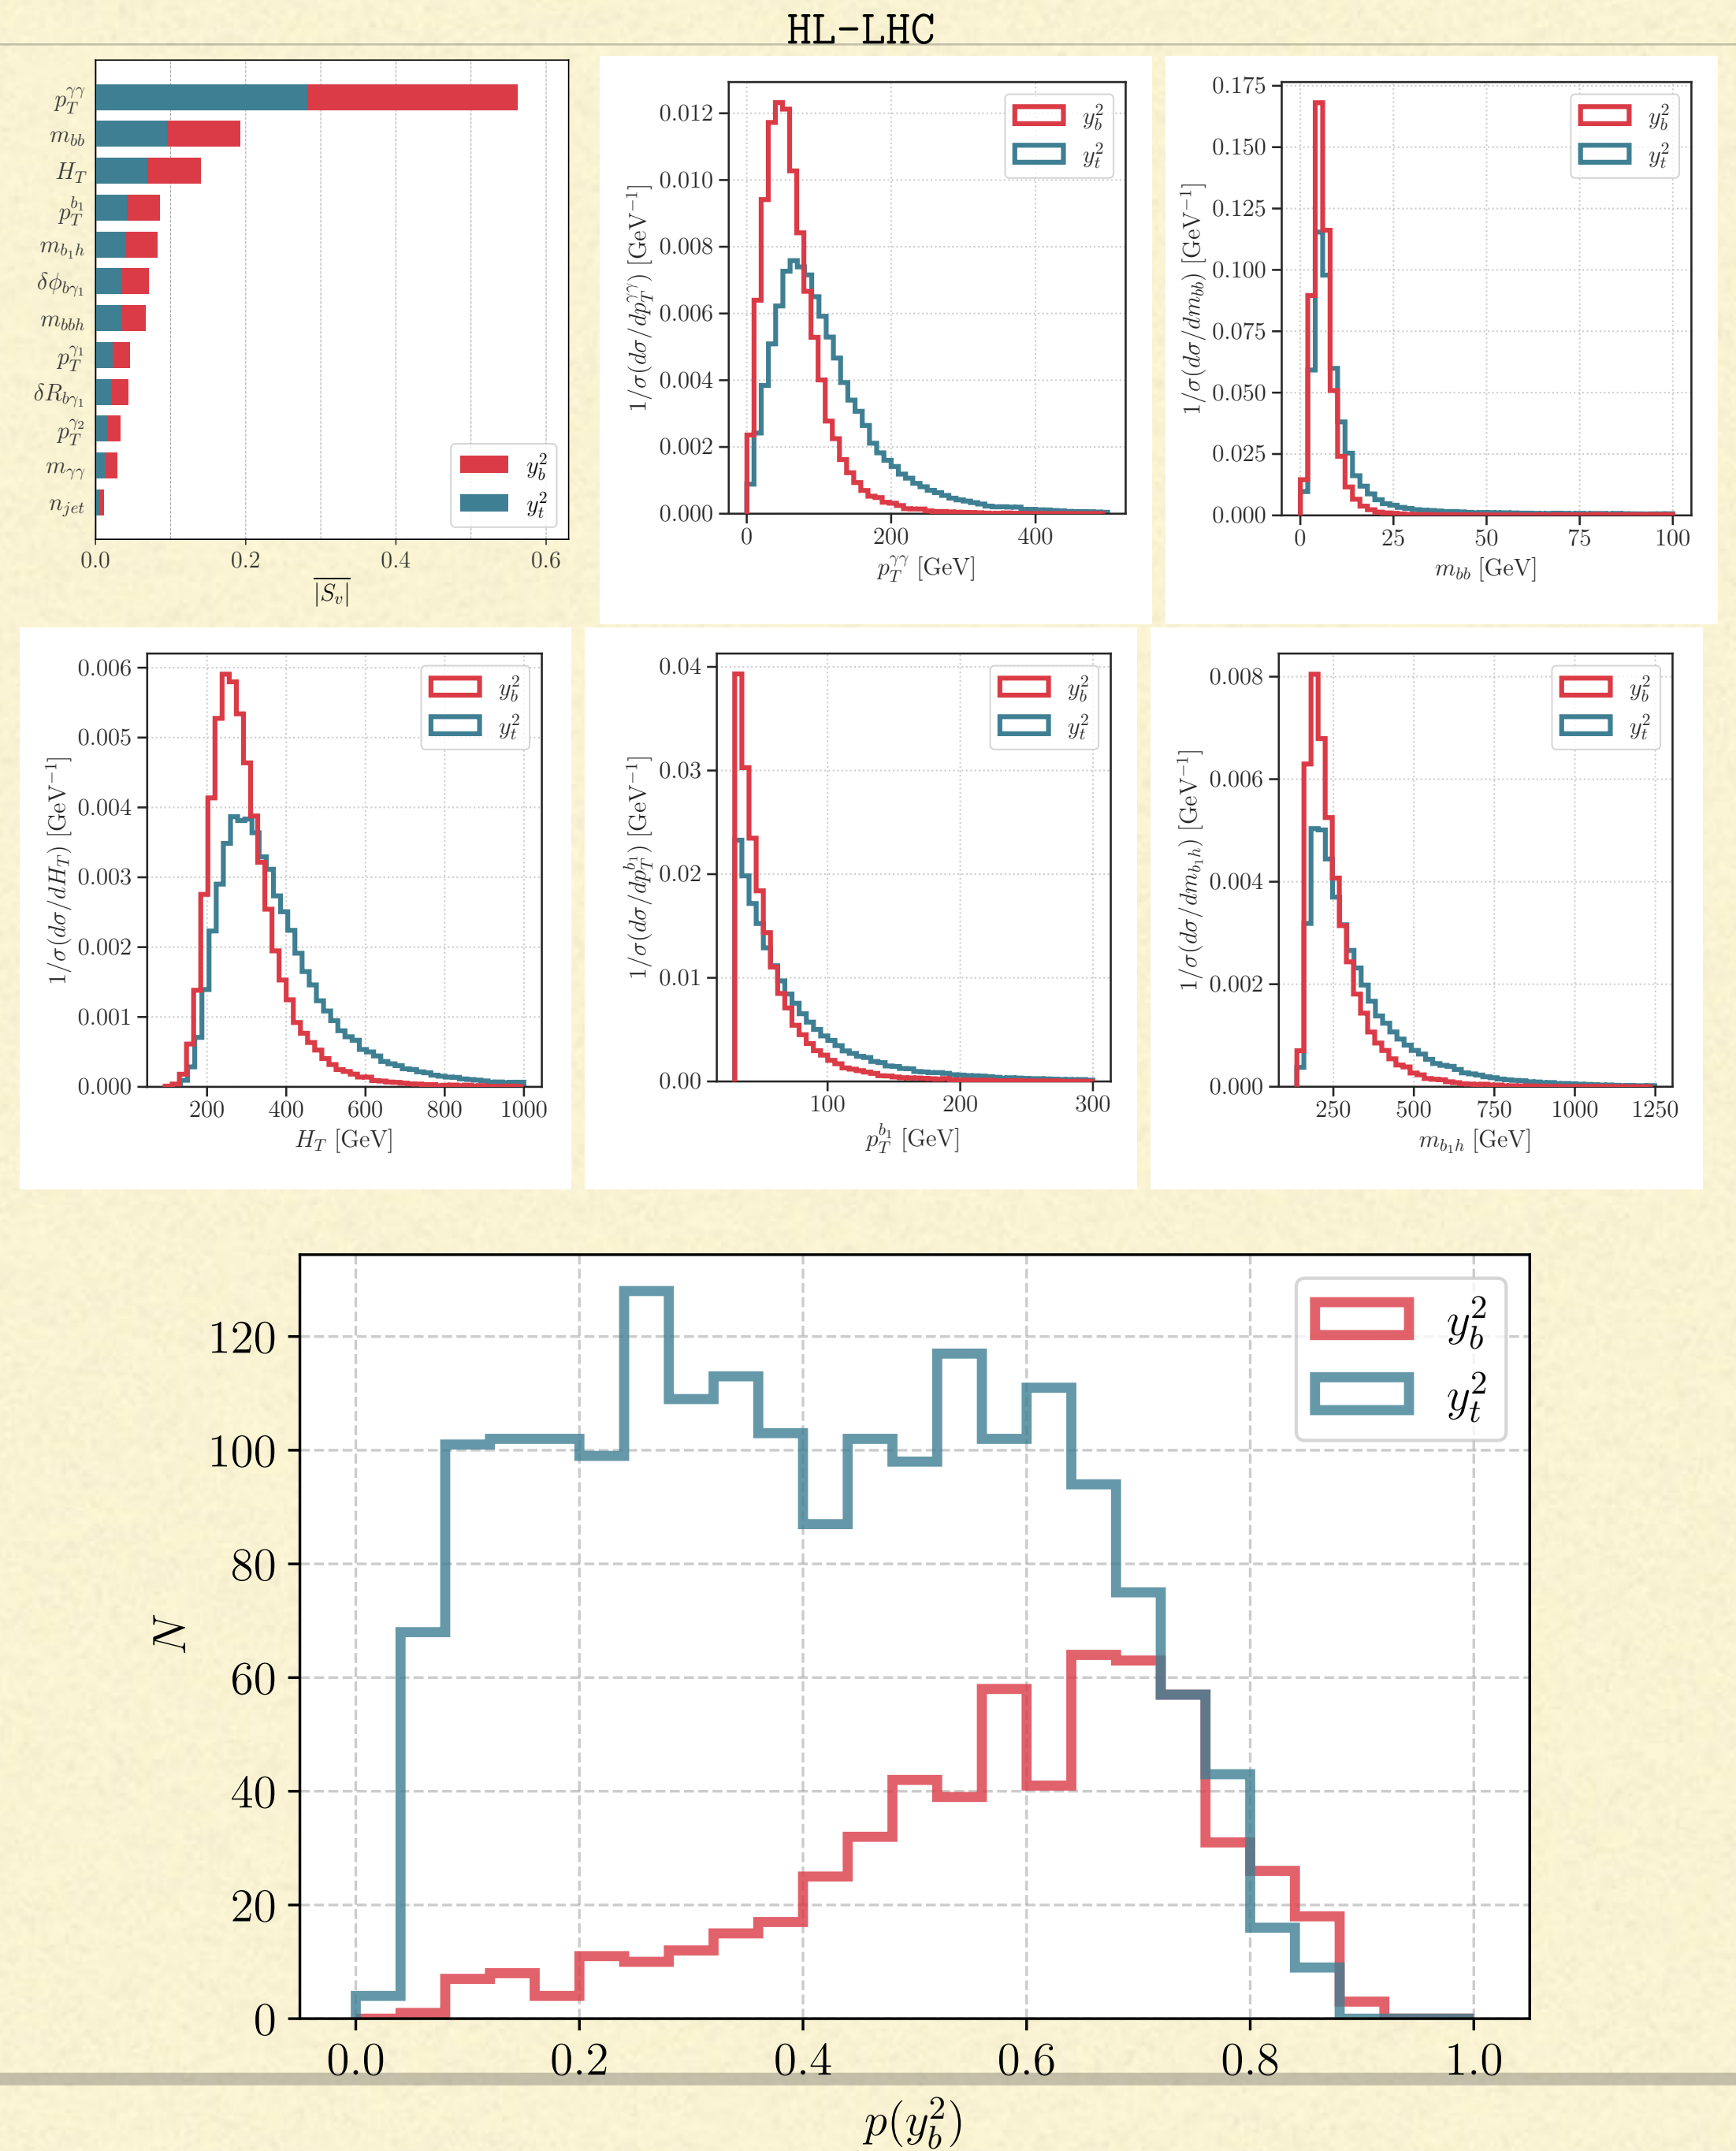 HL-LHC
p_T^{γγ}
m_{bb}
H_T
p_T^{b_1}
m_{b_1h}
δϕ_{bγ_1}
m_{bbh}
p_T^{γ_1}
δR_{bγ_1}
p_T^{γ_2}
m_{γγ}
n_{jet}
y_b^2
y_t^2
0.0 0.2 0.4 0.6
|S_v|
0.012
0.010
0.008
0.006
0.004
0.002
0.000
1/σ(dσ/dp_T^{γγ}) [GeV⁻¹]
y_b^2
y_t^2
0 200 400
p_T^{γγ} [GeV]
0.175
0.150
0.125
0.100
0.075
0.050
0.025
0.000
1/σ(dσ/dm_{bb}) [GeV⁻¹]
y_b^2
y_t^2
0 25 50 75 100
m_{bb} [GeV]
0.006
0.005
0.004
0.003
0.002
0.001
0.000
1/σ(dσ/dH_T) [GeV⁻¹]
y_b^2
y_t^2
200 400 600 800 1000
H_T [GeV]
0.04
0.03
0.02
0.01
0.00
1/σ(dσ/dp_T^{b_1}) [GeV⁻¹]
y_b^2
y_t^2
100 200 300
p_T^{b_1} [GeV]
0.008
0.006
0.004
0.002
0.000
1/σ(dσ/dm_{b_1h}) [GeV⁻¹]
y_b^2
y_t^2
250 500 750 1000 1250
m_{b_1h} [GeV]
120
100
80
60
40
20
0
N
y_b^2
y_t^2
0.0 0.2 0.4 0.6 0.8 1.0
p(y_b^2)